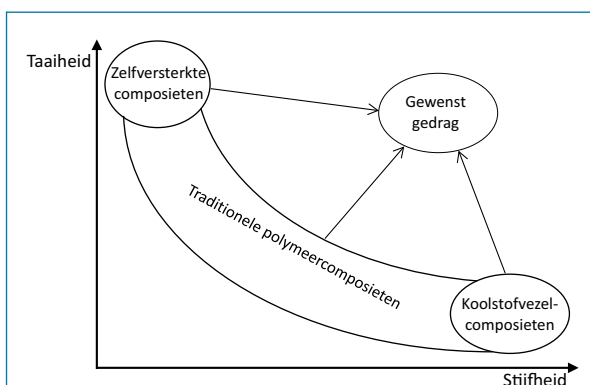 Taaiheid
Zelfversterkte
composieten
Gewenst
gedrag
Traditionele polymeercomposieten
Koolstofvezel-
composieten
Stijfheid